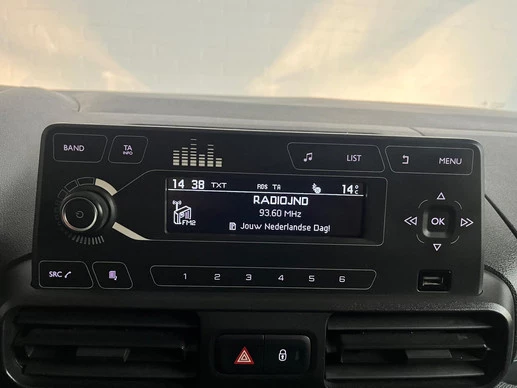 BAND
TA
INFO
LIST
MENU
14 38 TXT RDS TA 14°C
RADIOJND
93.60 MHz
FM2
Jouw Nederlandse Dag!
OK
SRC
1 2 3 4 5 6